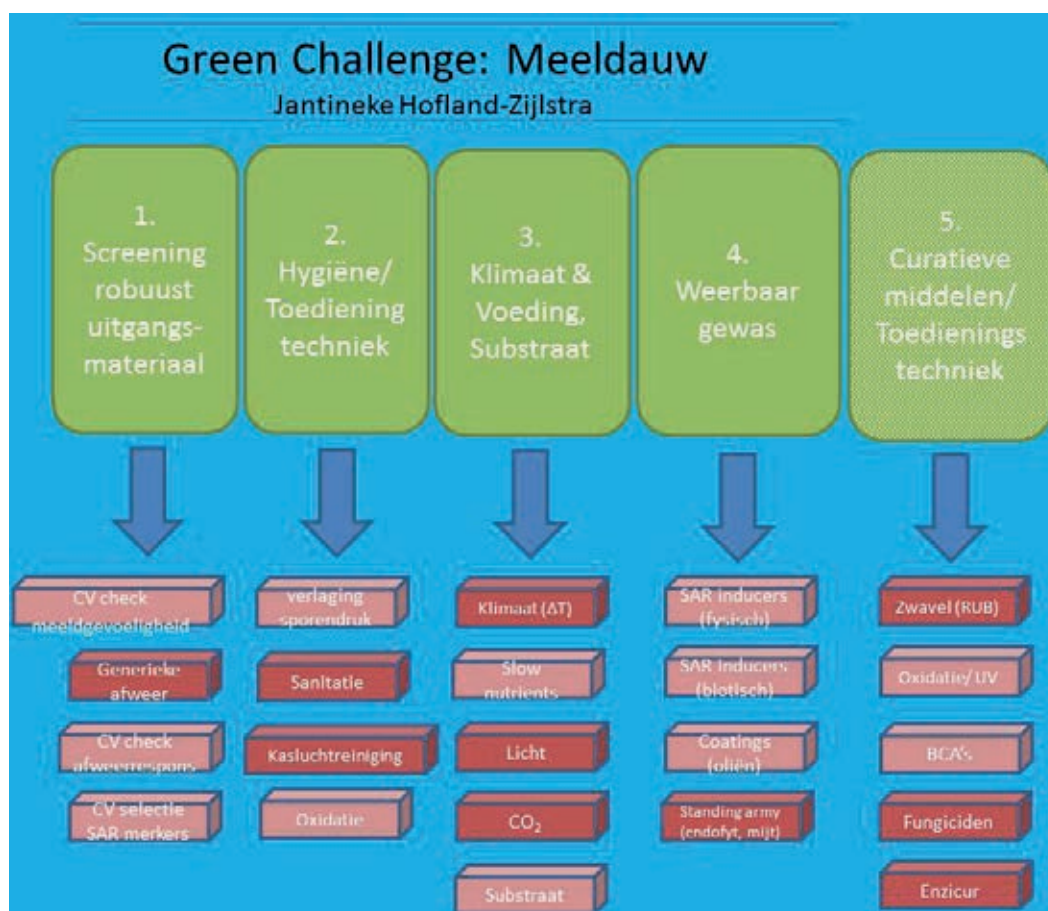 Green Challenge: Meeldauw
Jantineke Hofland-Zijlstra
1.
Screening
robuust
uitgangs-
materiaal
2.
Hygiëne/
Toediening
techniek
3.
Klimaat &
Voeding,
Substraat
4.
Weerbaar
gewas
5.
Curatieve
middelen/
Toedienings
techniek
CV check
meeldgevoeligheid
Generieke
afweer
CV check
afweerrespons
CV selectie
SAR merkers
verlaging
sporendruk
Sanitatie
Kasluchtreiniging
Oxidatie
Klimaat (ΔT)
Slow
nutrients
Licht
CO₂
Substraat
SAR inducers
(fysisch)
SAR Inducers
(biotisch)
Coatings
(oliën)
Standing army
(endofyt, mijt)
Zwavel (RUB)
Oxidatie/ UV
BCA's
Fungiciden
Enzicur